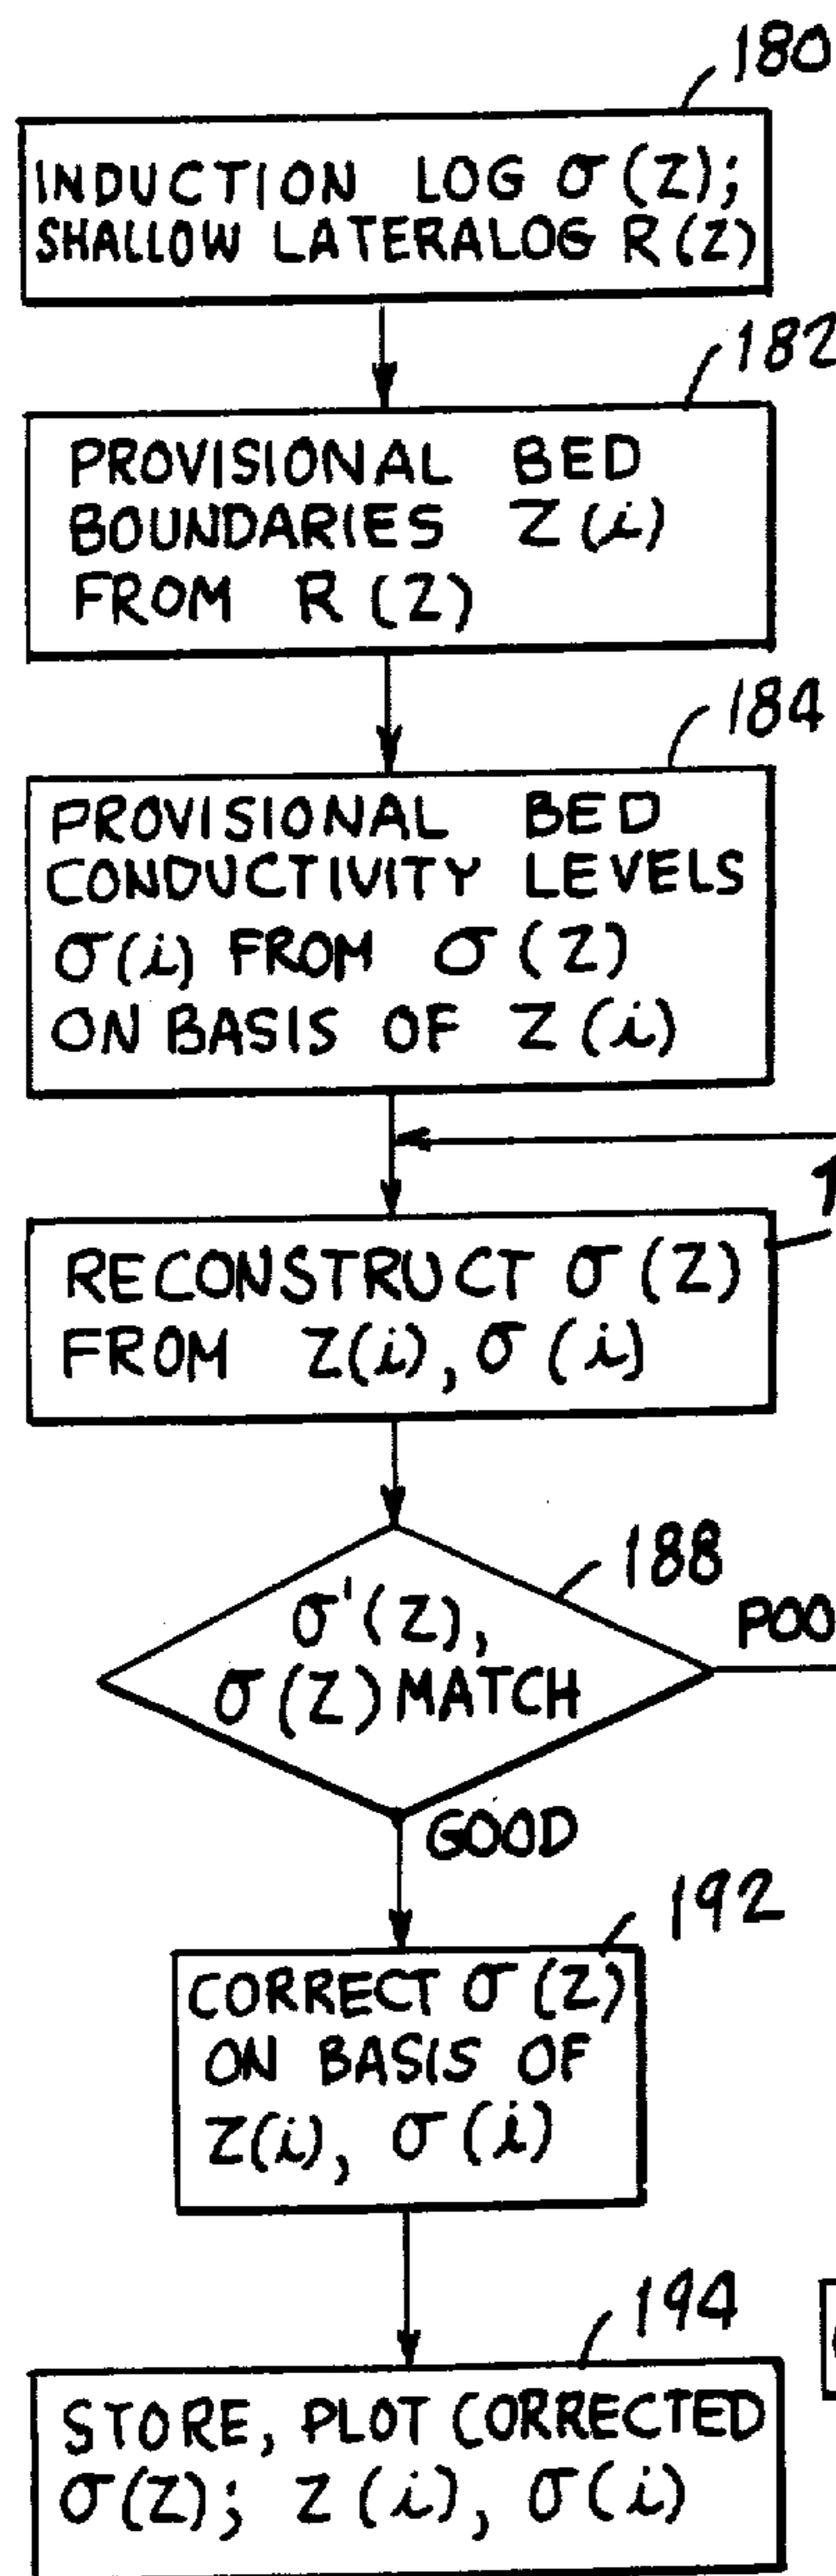 180
INDUCTION LOG σ(Z);
SHALLOW LATERALOG R(Z)
182
PROVISIONAL BED
BOUNDARIES Z(i)
FROM R(Z)
184
PROVISIONAL BED
CONDUCTIVITY LEVELS
σ(i) FROM σ(Z)
ON BASIS OF Z(i)
RECONSTRUCT σ(Z)
FROM Z(i), σ(i)
188
σ'(Z),
σ(Z) MATCH
POO
GOOD
192
CORRECT σ(Z)
ON BASIS OF
Z(i), σ(i)
194
STORE, PLOT CORRECTED
σ(Z); Z(i), σ(i)